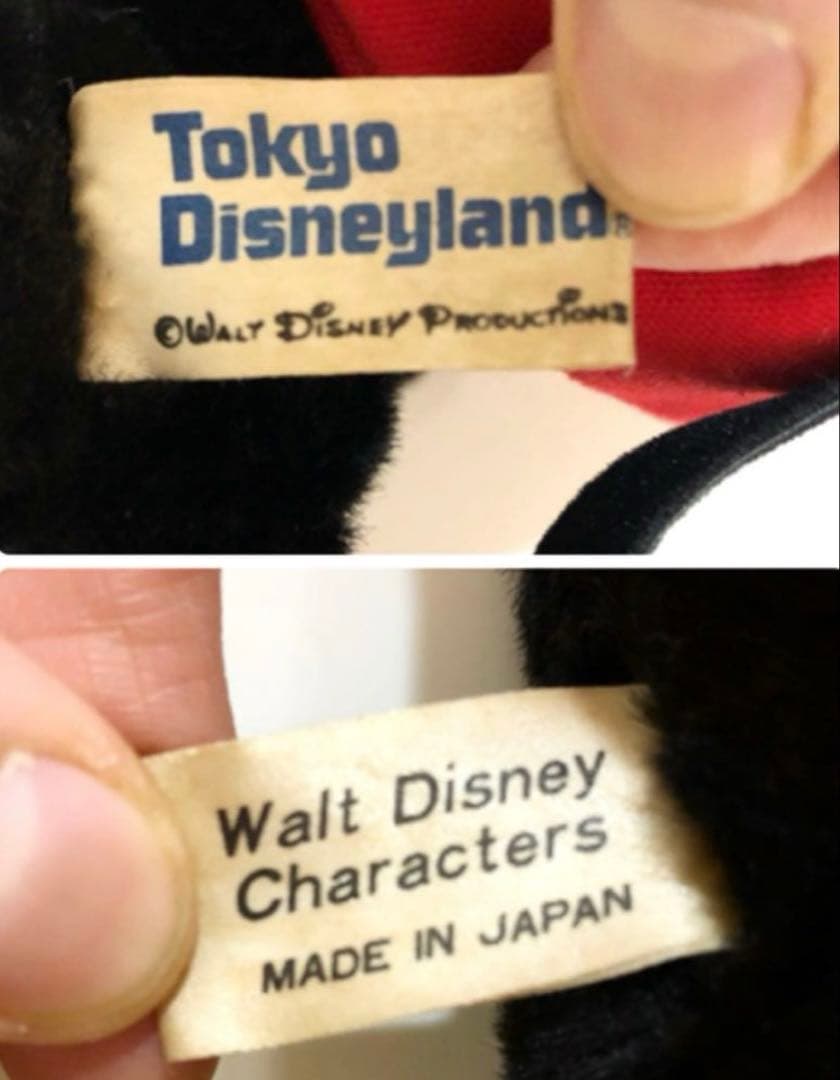 Tokyo
Disneyland®
©WALT DISNEY PRODUCTIONS
Walt Disney
Characters
MADE IN JAPAN